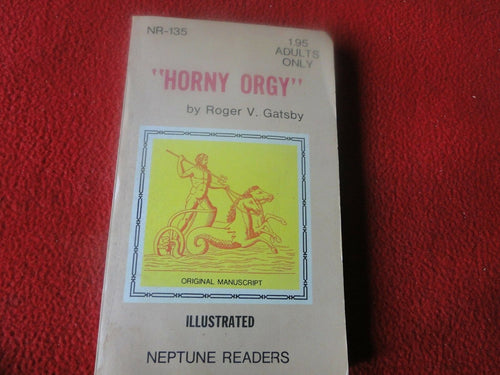 NR-135
1.95
ADULTS
ONLY
"HORNY ORGY"
by Roger V. Gatsby
ORIGINAL MANUSCRIPT
ILLUSTRATED
NEPTUNE READERS